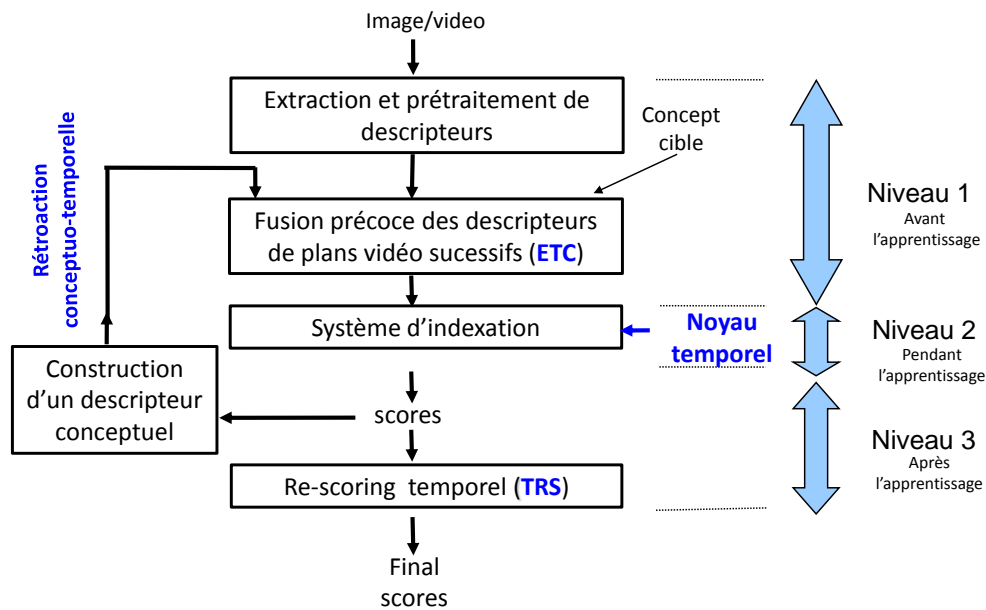 Image/video
Extraction et prétraitement de
descripteurs
Concept
cible
Rétroaction
conceptuo-temporelle
Fusion précoce des descripteurs
de plans vidéo sucessifs (ETC)
Niveau 1
Avant
l'apprentissage
Système d'indexation
Noyau
temporel
Niveau 2
Pendant
l'apprentissage
Construction
d'un descripteur
conceptuel
scores
Niveau 3
Après
l'apprentissage
Re-scoring temporel (TRS)
Final
scores